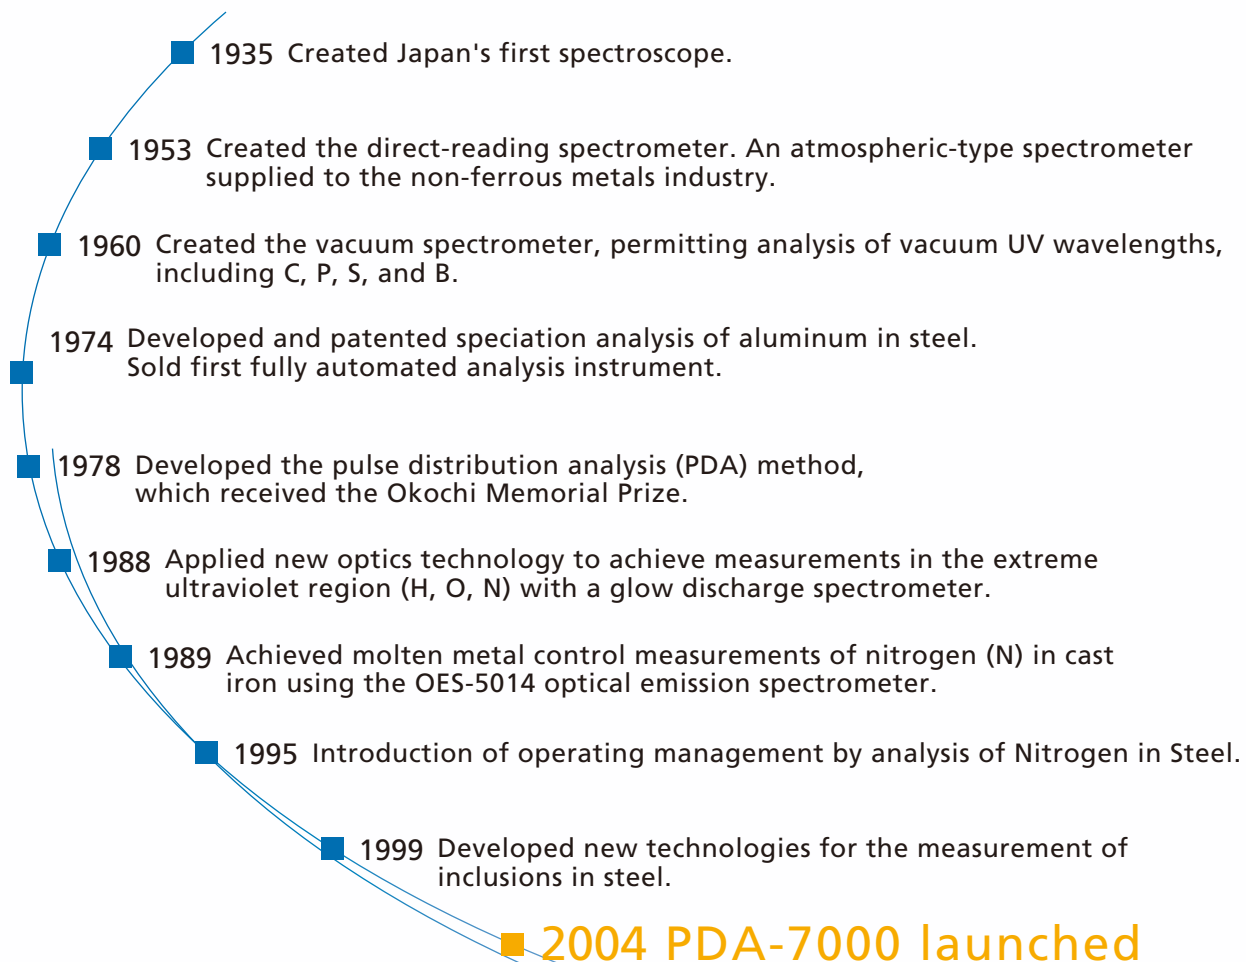 1935 Created Japan's first spectroscope.
1953 Created the direct-reading spectrometer. An atmospheric-type spectrometer
supplied to the non-ferrous metals industry.
1960 Created the vacuum spectrometer, permitting analysis of vacuum UV wavelengths,
including C, P, S, and B.
1974 Developed and patented speciation analysis of aluminum in steel.
Sold first fully automated analysis instrument.
1978 Developed the pulse distribution analysis (PDA) method,
which received the Okochi Memorial Prize.
1988 Applied new optics technology to achieve measurements in the extreme
ultraviolet region (H, O, N) with a glow discharge spectrometer.
1989 Achieved molten metal control measurements of nitrogen (N) in cast
iron using the OES-5014 optical emission spectrometer.
1995 Introduction of operating management by analysis of Nitrogen in Steel.
1999 Developed new technologies for the measurement of
inclusions in steel.
2004 PDA-7000 launched